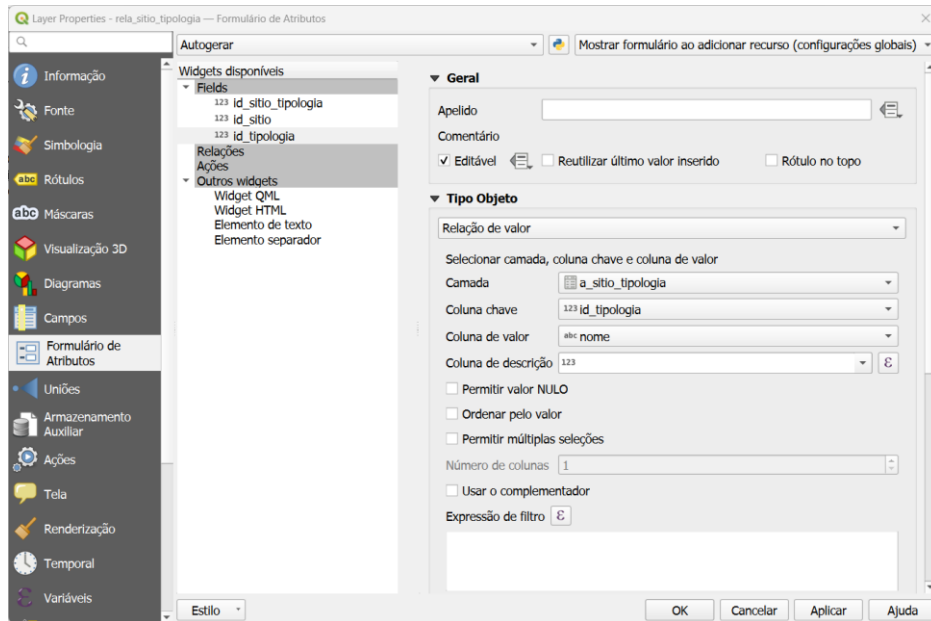 Layer Properties - rela_sitio_tipologia — Formulário de Atributos
Autogerar
Mostrar formulário ao adicionar recurso (configurações globais)
Informação
Fonte
Simbologia
abc Rótulos
abc Máscaras
Visualização 3D
Diagramas
Campos
Formulário de
Atributos
Uniões
Armazenamento
Auxiliar
Ações
Tela
Renderização
Temporal
Variáveis
Widgets disponíveis
Fields
123 id_sitio_tipologia
123 id_sitio
123 id_tipologia
Relações
Ações
Outros widgets
Widget QML
Widget HTML
Elemento de texto
Elemento separador
Geral
Apelido
Comentário
Editável
Reutilizar último valor inserido
Rótulo no topo
Tipo Objeto
Relação de valor
Selecionar camada, coluna chave e coluna de valor
Camada a_sitio_tipologia
Coluna chave 123 id_tipologia
Coluna de valor abc nome
Coluna de descrição 123 ε
Permitir valor NULO
Ordenar pelo valor
Permitir múltiplas seleções
Número de colunas 1
Usar o complementador
Expressão de filtro ε
Estilo
OK Cancelar Aplicar Ajuda